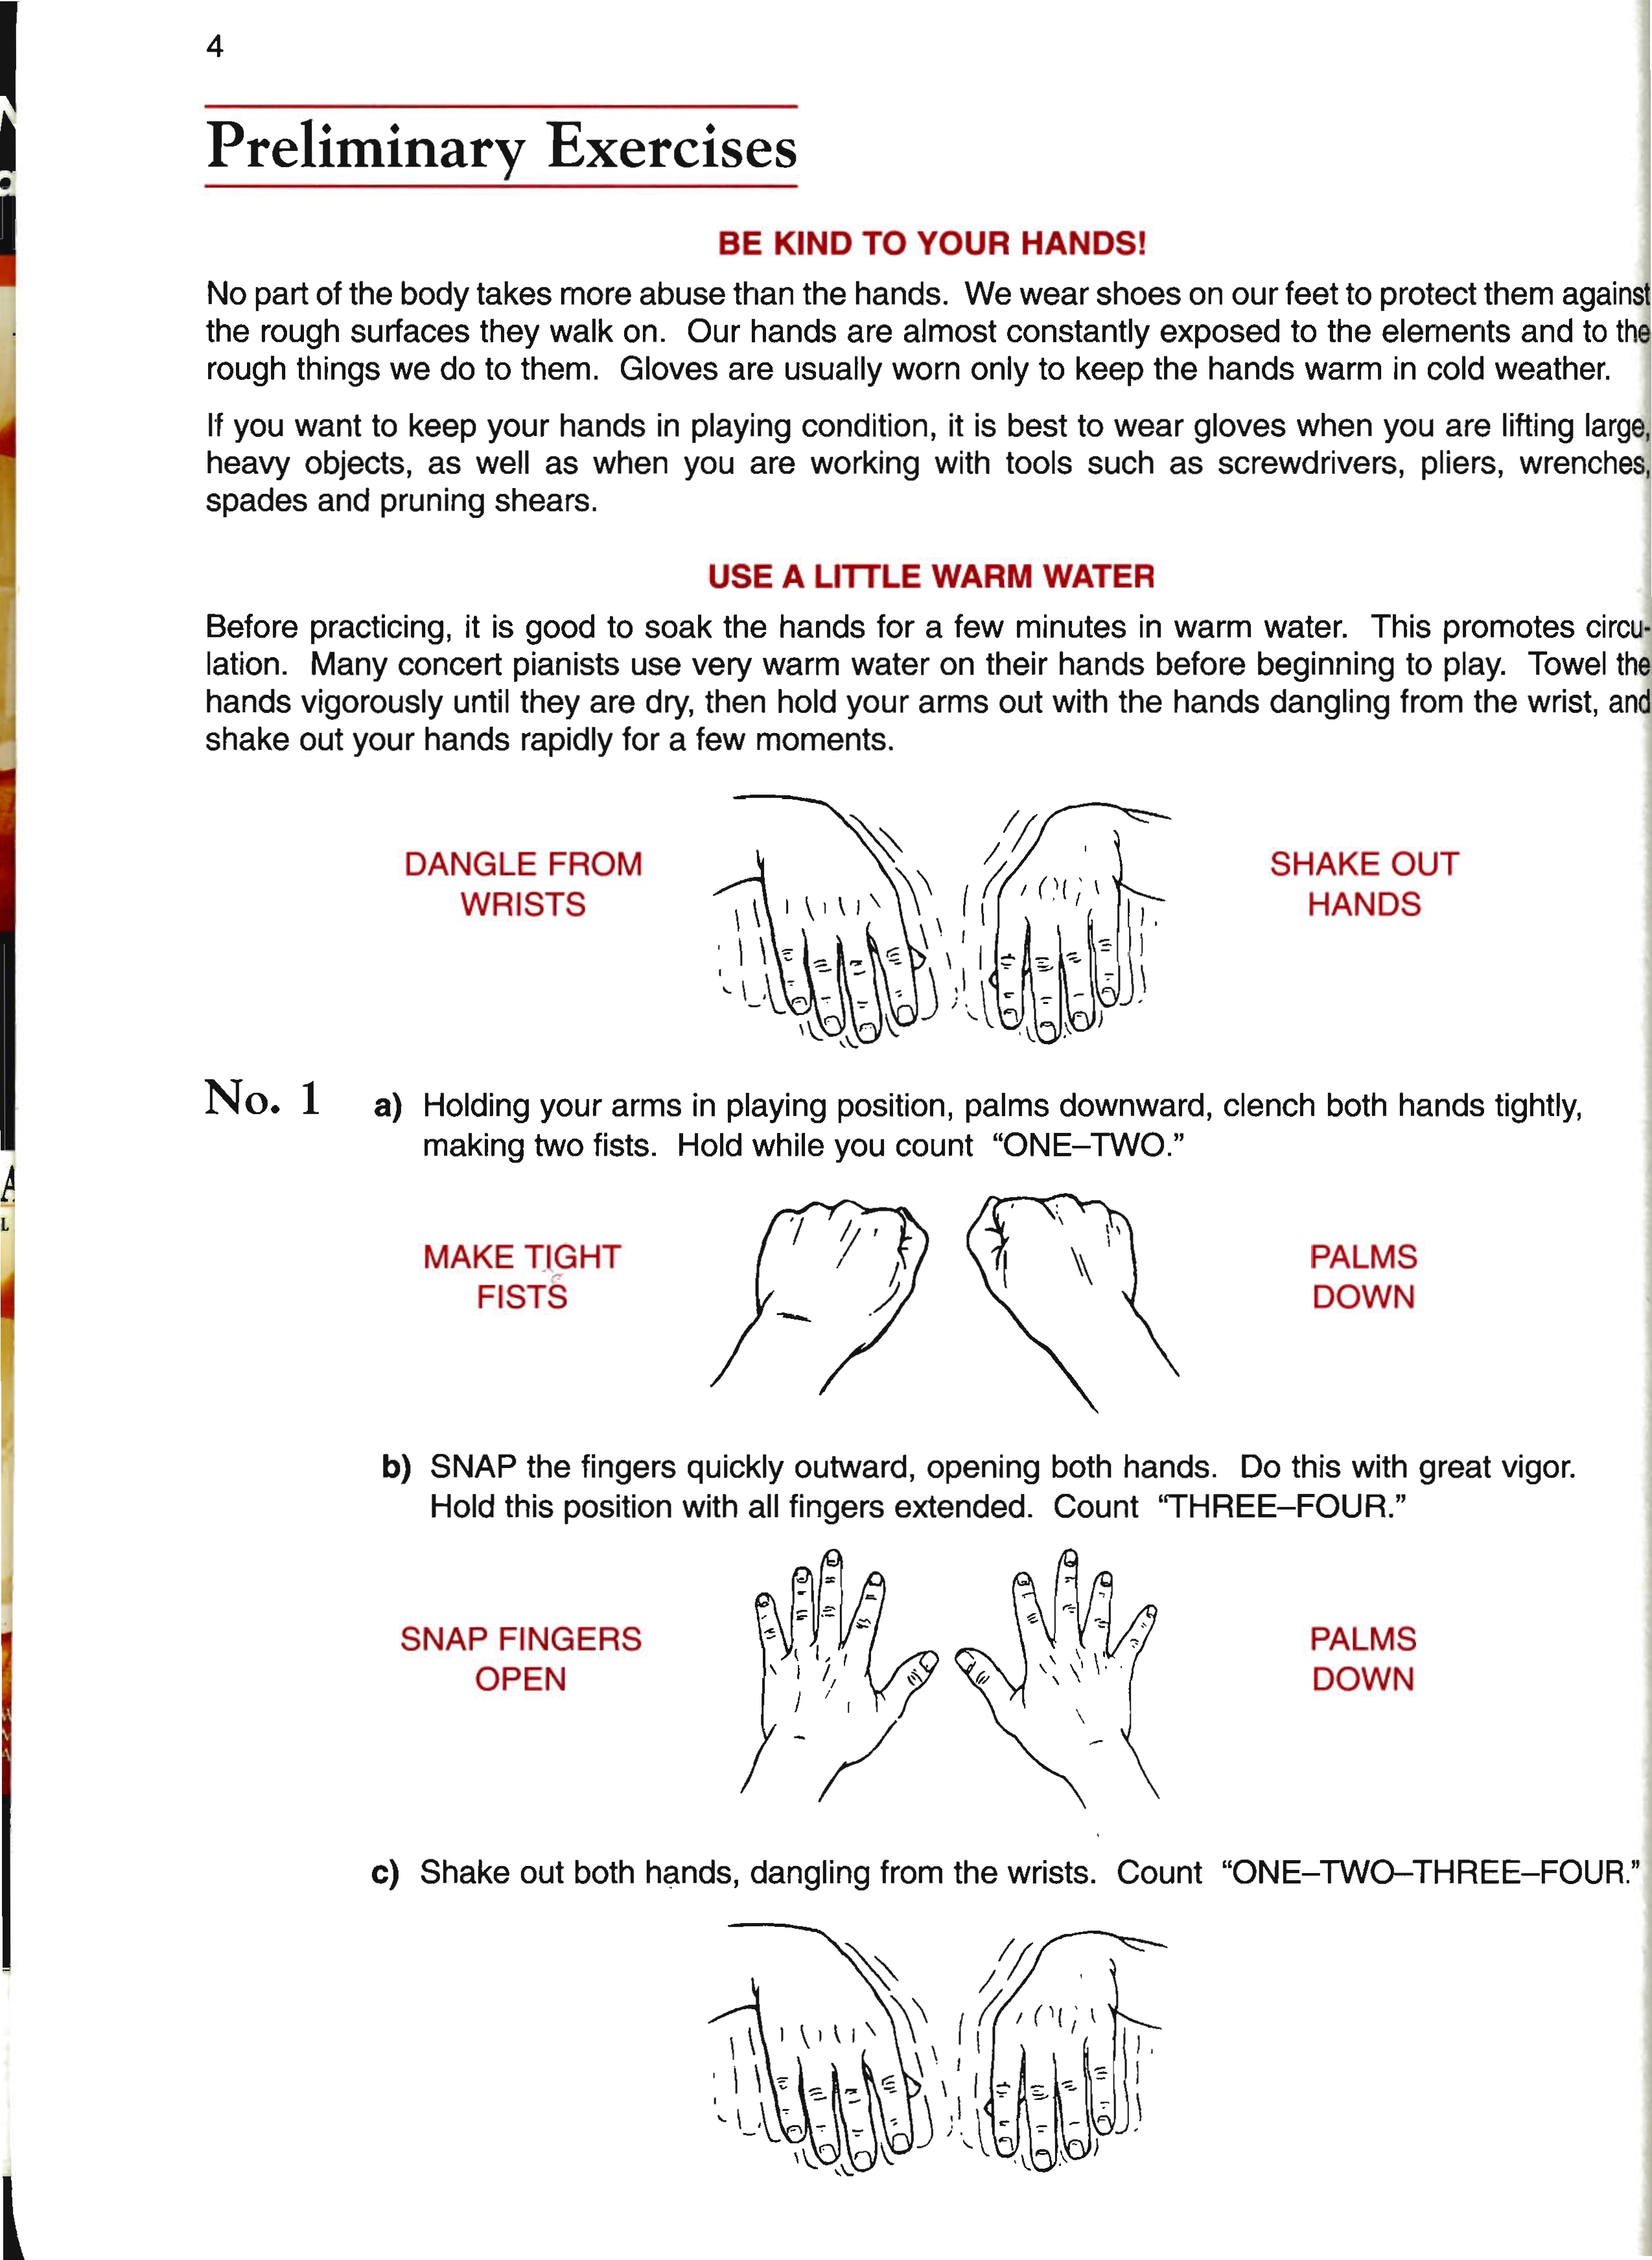 4
Preliminary Exercises
BE KIND TO YOUR HANDS!
No part of the body takes more abuse than the hands. We wear shoes on our feet to protect them against
the rough surfaces they walk on. Our hands are almost constantly exposed to the elements and to the
rough things we do to them. Gloves are usually worn only to keep the hands warm in cold weather.
If you want to keep your hands in playing condition, it is best to wear gloves when you are lifting large,
heavy objects, as well as when you are working with tools such as screwdrivers, pliers, wrenches,
spades and pruning shears.
USE A LITTLE WARM WATER
Before practicing, it is good to soak the hands for a few minutes in warm water. This promotes circu-
lation. Many concert pianists use very warm water on their hands before beginning to play. Towel the
hands vigorously until they are dry, then hold your arms out with the hands dangling from the wrist, and
shake out your hands rapidly for a few moments.
DANGLE FROM
WRISTS
SHAKE OUT
HANDS
No. 1 a) Holding your arms in playing position, palms downward, clench both hands tightly,
making two fists. Hold while you count “ONE–TWO.”
MAKE TIGHT
FISTS
PALMS
DOWN
b) SNAP the fingers quickly outward, opening both hands. Do this with great vigor.
Hold this position with all fingers extended. Count “THREE–FOUR.”
SNAP FINGERS
OPEN
PALMS
DOWN
c) Shake out both hands, dangling from the wrists. Count “ONE–TWO–THREE–FOUR.”